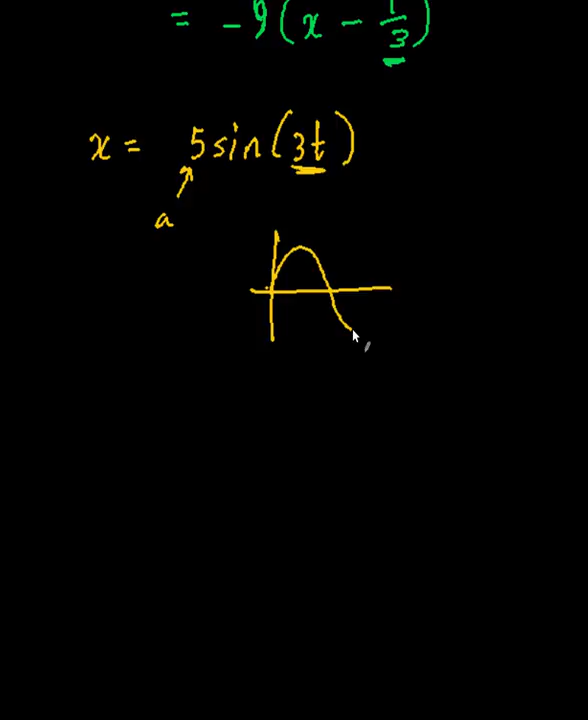 = -9(x - 1/3)
x = 5sin(3t)
a